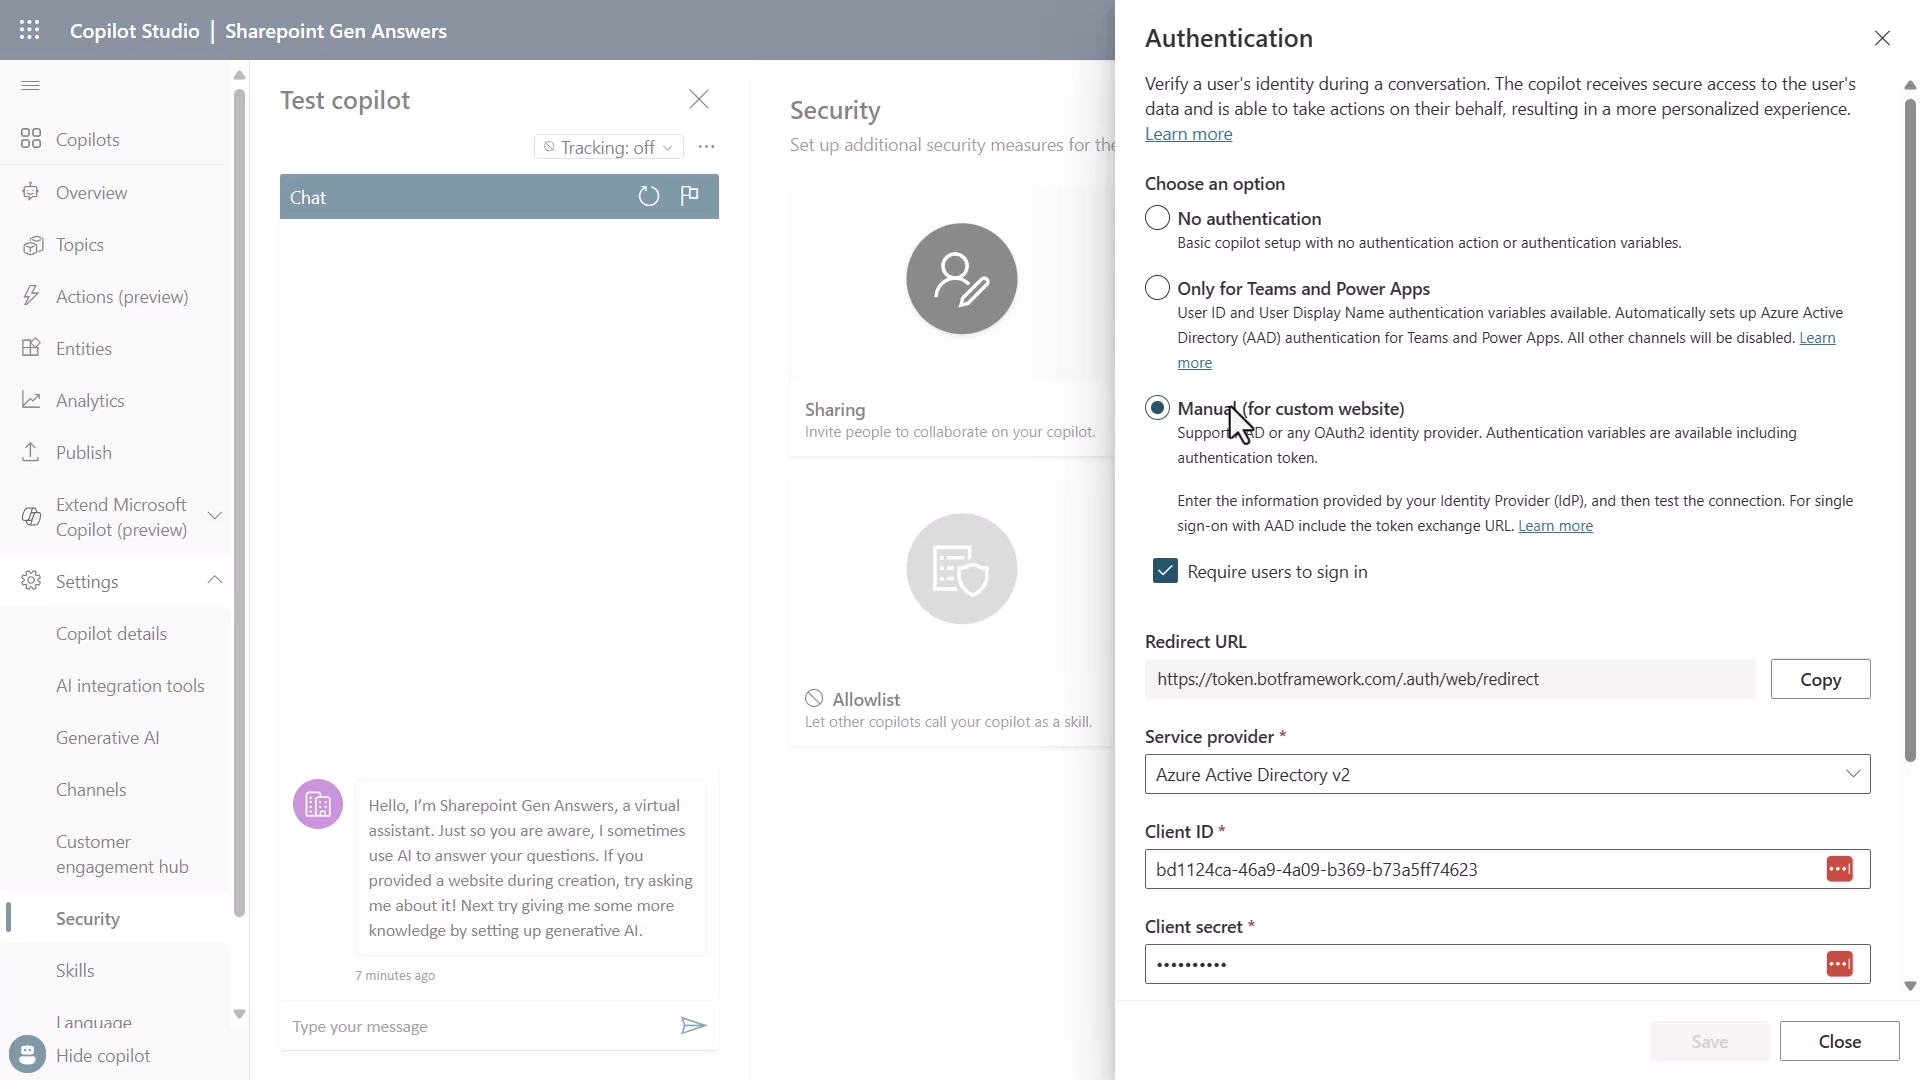 Copilot Studio | Sharepoint Gen Answers
Copilots
Overview
Topics
Actions (preview)
Entities
Analytics
Publish
Extend Microsoft
Copilot (preview)
Settings
Copilot details
AI integration tools
Generative AI
Channels
Customer
engagement hub
Security
Skills
Language
Hide copilot
Test copilot
Tracking: off
Chat
Hello, I'm Sharepoint Gen Answers, a virtual
assistant. Just so you are aware, I sometimes
use AI to answer your questions. If you
provided a website during creation, try asking
me about it! Next try giving me some more
knowledge by setting up generative AI.
7 minutes ago
Type your message
Security
Set up additional security measures for the
Sharing
Invite people to collaborate on your copilot.
Allowlist
Let other copilots call your copilot as a skill.
Authentication
Verify a user's identity during a conversation. The copilot receives secure access to the user's
data and is able to take actions on their behalf, resulting in a more personalized experience.
Learn more
Choose an option
No authentication
Basic copilot setup with no authentication action or authentication variables.
Only for Teams and Power Apps
User ID and User Display Name authentication variables available. Automatically sets up Azure Active
Directory (AAD) authentication for Teams and Power Apps. All other channels will be disabled. Learn
more
Manual (for custom website)
Support AAD or any OAuth2 identity provider. Authentication variables are available including
authentication token.
Enter the information provided by your Identity Provider (IdP), and then test the connection. For single
sign-on with AAD include the token exchange URL. Learn more
Require users to sign in
Redirect URL
https://token.botframework.com/.auth/web/redirect
Copy
Service provider *
Azure Active Directory v2
Client ID *
bd1124ca-46a9-4a09-b369-b73a5ff74623
Client secret *
••••••••••
Save
Close